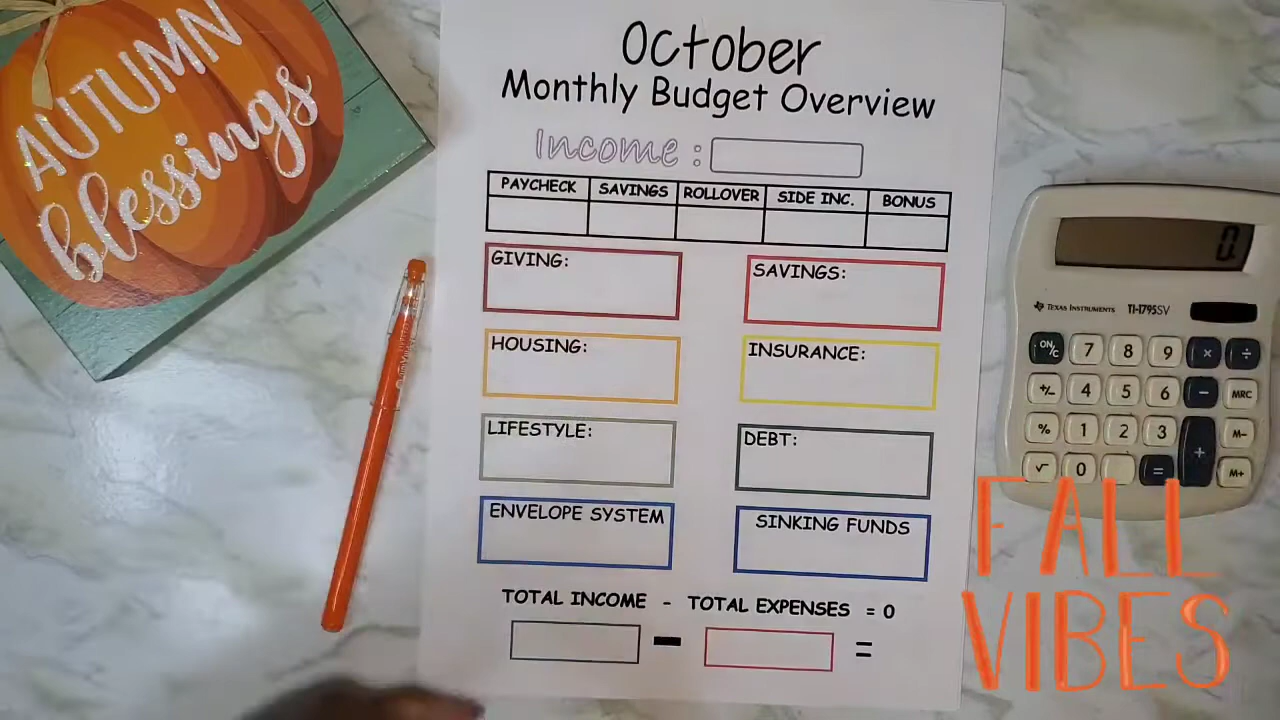 AUTUMN
blessings
October
Monthly Budget Overview
Income :
PAYCHECK SAVINGS ROLLOVER SIDE INC. BONUS
GIVING:
SAVINGS:
HOUSING:
INSURANCE:
LIFESTYLE:
DEBT:
ENVELOPE SYSTEM
SINKING FUNDS
TOTAL INCOME - TOTAL EXPENSES = 0
- =
0.
TEXAS INSTRUMENTS TI-1795SV
ON/C 7 8 9 × ÷
+/− 4 5 6 − MRC
% 1 2 3 M−
√ 0 = + M+
FALL
VIBES